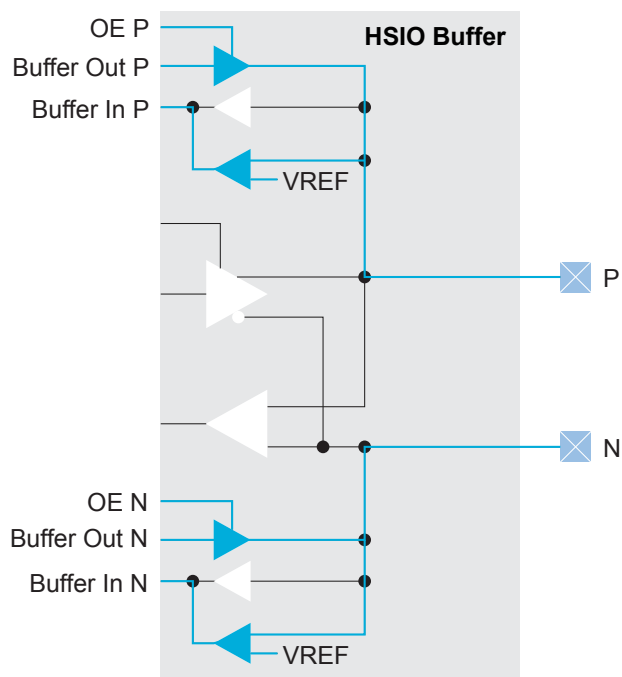 OE P
HSIO Buffer
Buffer Out P
Buffer In P
VREF
P
N
OE N
Buffer Out N
Buffer In N
VREF